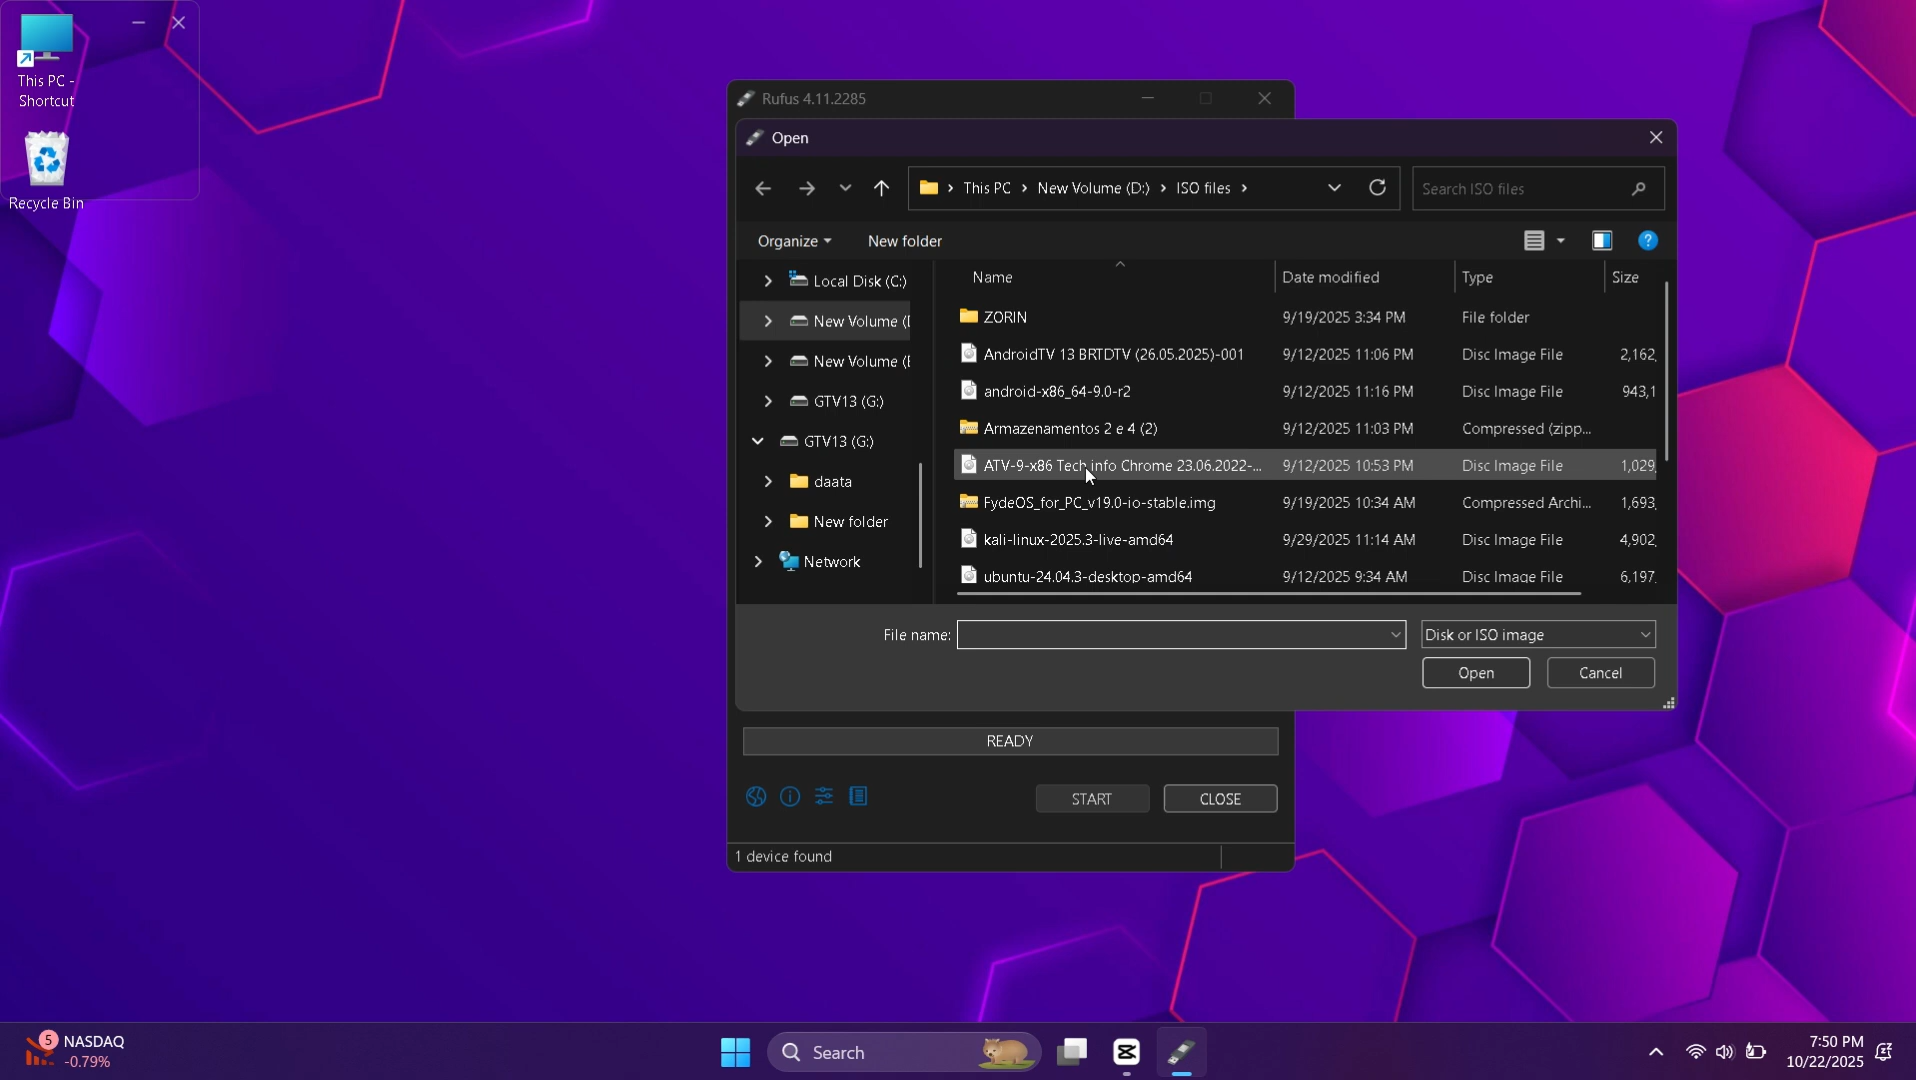 This PC -
Shortcut
Recycle Bin
Rufus 4.11.2285
Open
This PC › New Volume (D:) › ISO files ›
Search ISO files
Organize
New folder
Name
Date modified
Type
Size
Local Disk (C:)
New Volume (
New Volume (
GTV13 (G:)
GTV13 (G:)
daata
New folder
Network
ZORIN 9/19/2025 3:34 PM File folder
AndroidTV 13 BRTDTV (26.05.2025)-001 9/12/2025 11:06 PM Disc Image File 2,162,
android-x86_64-9.0-r2 9/12/2025 11:16 PM Disc Image File 943,1
Armazenamentos 2 e 4 (2) 9/12/2025 11:03 PM Compressed (zipp...
ATV-9-x86 Tech info Chrome 23.06.2022-... 9/12/2025 10:53 PM Disc Image File 1,029,
FydeOS_for_PC_v19.0-io-stable.img 9/19/2025 10:34 AM Compressed Archi... 1,693,
kali-linux-2025.3-live-amd64 9/29/2025 11:14 AM Disc Image File 4,902,
ubuntu-24.04.3-desktop-amd64 9/12/2025 9:34 AM Disc Image File 6,197,
File name:
Disk or ISO image
Open
Cancel
READY
START
CLOSE
1 device found
5
NASDAQ
-0.79%
Search
7:50 PM
10/22/2025